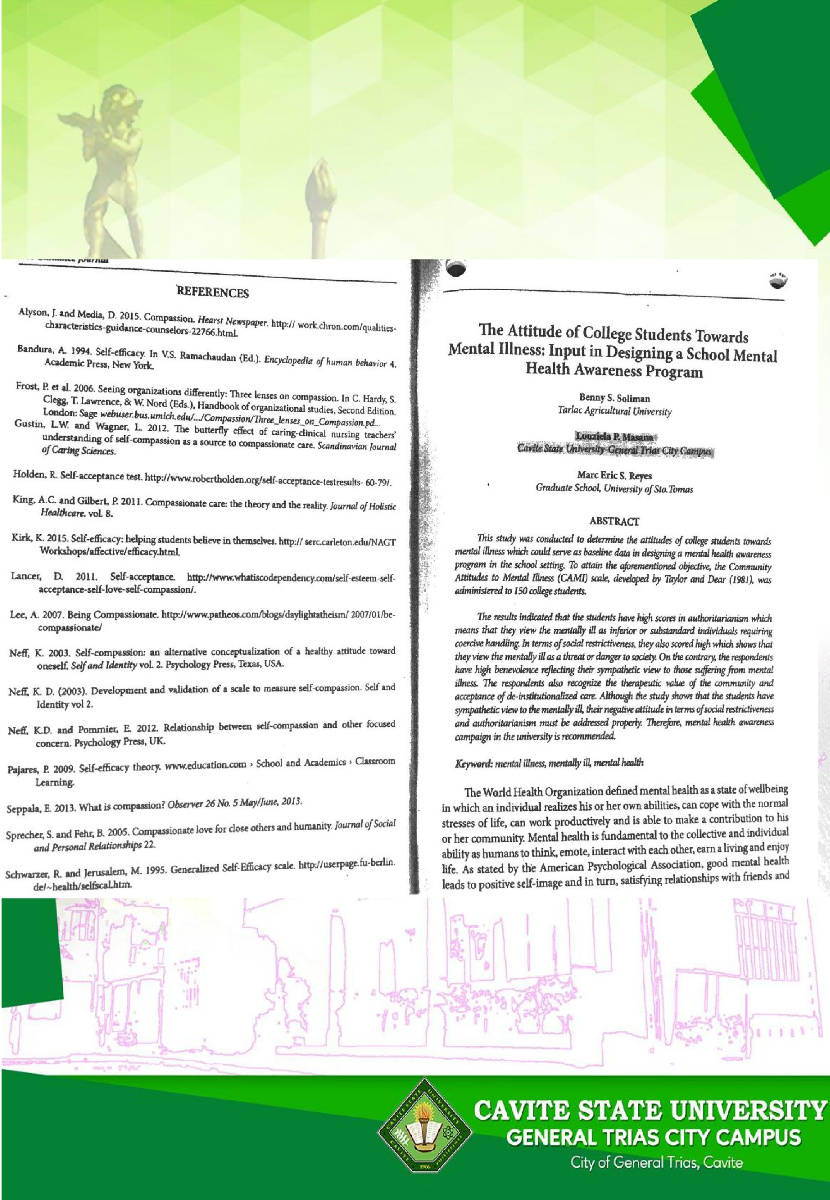 REFERENCES
Alyson, J. and Media, D. 2015. Compassion. Hearst Newspaper. http:// work.chron.com/qualities-
characteristics-guidance-counselors-22766.html.
Bandura, A. 1994. Self-efficacy. In V.S. Ramachaudan (Ed.). Encyclopedia of human behavior 4.
Academic Press, New York.
Frost, P. et al. 2006. Seeing organizations differently: Three lenses on compassion. In C. Hardy, S.
Clegg, T. Lawrence, & W. Nord (Eds.), Handbook of organizational studies, Second Edition.
London: Sage webuser.bus.umich.edu/.../Compassion/Three_lenses_on_Compassion.pd...
Gustin, L.W. and Wagner, L. 2012. The butterfly effect of caring-clinical nursing teachers'
understanding of self-compassion as a source to compassionate care. Scandinavian Journal
of Caring Sciences.
Holden, R. Self-acceptance test. http://www.robertholden.org/self-acceptance-testresults- 60-79/.
King, A.C. and Gilbert, P. 2011. Compassionate care: the theory and the reality. Journal of Holistic
Healthcare. vol. 8.
Kirk, K. 2015. Self-efficacy: helping students believe in themselves. http:// serc.carleton.edu/NAGT
Workshops/affective/efficacy.html.
Lancer, D. 2011. Self-acceptance. http://www.whatiscodependency.com/self-esteem-self-
acceptance-self-love-self-compassion/.
Lee, A. 2007. Being Compassionate. http://www.patheos.com/blogs/daylightatheism/ 2007/01/be-
compassionate/
Neff, K. 2003. Self-compassion: an alternative conceptualization of a healthy attitude toward
oneself. Self and Identity vol. 2. Psychology Press, Texas, USA.
Neff, K. D. (2003). Development and validation of a scale to measure self-compassion. Self and
Identity vol 2.
Neff, K.D. and Pommier, E. 2012. Relationship between self-compassion and other focused
concern. Psychology Press, UK.
Pajares, P. 2009. Self-efficacy theory. www.education.com › School and Academics › Classroom
Learning.
Seppala, E. 2013. What is compassion? Observer 26 No. 5 May/June, 2013.
Sprecher, S. and Fehr, B. 2005. Compassionate love for close others and humanity. Journal of Social
and Personal Relationships 22.
Schwarzer, R. and Jerusalem, M. 1995. Generalized Self-Efficacy scale. http://userpage.fu-berlin.
de/~health/selfscal.htm.
The Attitude of College Students Towards
Mental Illness: Input in Designing a School Mental
Health Awareness Program
Benny S. Soliman
Tarlac Agricultural University
Louziela P. Masana
Cavite State University General Trias City Campus
Marc Eric S. Reyes
Graduate School, University of Sto. Tomas
ABSTRACT
This study was conducted to determine the attitudes of college students towards
mental illness which could serve as baseline data in designing a mental health awareness
program in the school setting. To attain the aforementioned objective, the Community
Attitudes to Mental Illness (CAMI) scale, developed by Taylor and Dear (1981), was
administered to 150 college students.
The results indicated that the students have high scores in authoritarianism which
means that they view the mentally ill as inferior or substandard individuals requiring
coercive handling. In terms of social restrictiveness, they also scored high which shows that
they view the mentally ill as a threat or danger to society. On the contrary, the respondents
have high benevolence reflecting their sympathetic view to those suffering from mental
illness. The respondents also recognize the therapeutic value of the community and
acceptance of de-institutionalized care. Although the study shows that the students have
sympathetic view to the mentally ill, their negative attitude in terms of social restrictiveness
and authoritarianism must be addressed properly. Therefore, mental health awareness
campaign in the university is recommended.
Keyword: mental illness, mentally ill, mental health
The World Health Organization defined mental health as a state of wellbeing
in which an individual realizes his or her own abilities, can cope with the normal
stresses of life, can work productively and is able to make a contribution to his
or her community. Mental health is fundamental to the collective and individual
ability as humans to think, emote, interact with each other, earn a living and enjoy
life. As stated by the American Psychological Association, good mental health
leads to positive self-image and in turn, satisfying relationships with friends and
CAVITE STATE UNIVERSITY
GENERAL TRIAS CITY CAMPUS
City of General Trias, Cavite